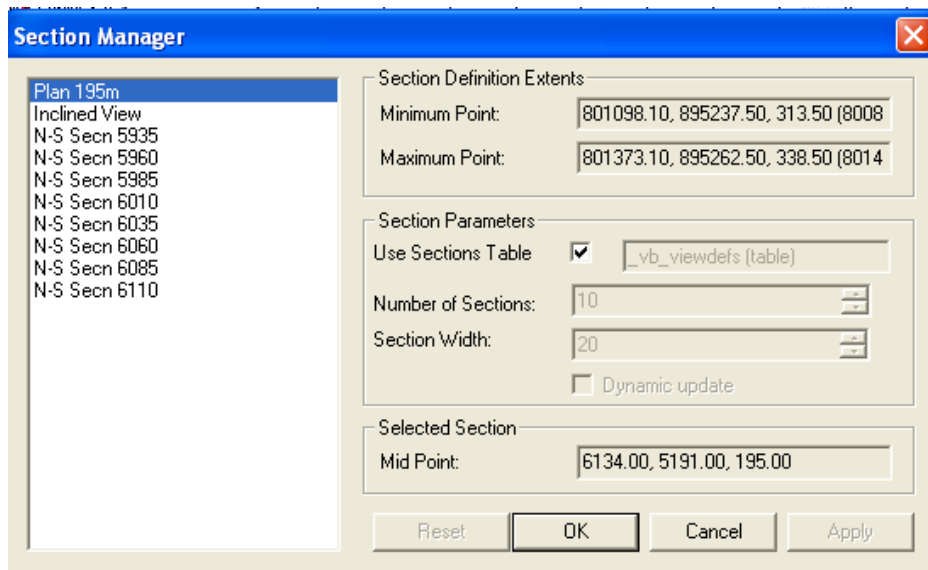 Section Manager
Plan 195m
Inclined View
N-S Secn 5935
N-S Secn 5960
N-S Secn 5985
N-S Secn 6010
N-S Secn 6035
N-S Secn 6060
N-S Secn 6085
N-S Secn 6110
Section Definition Extents
Minimum Point: 801098.10, 895237.50, 313.50 (8008
Maximum Point: 801373.10, 895262.50, 338.50 (8014
Section Parameters
Use Sections Table _vb_viewdefs (table)
Number of Sections: 10
Section Width: 20
Dynamic update
Selected Section
Mid Point: 6134.00, 5191.00, 195.00
Reset OK Cancel Apply